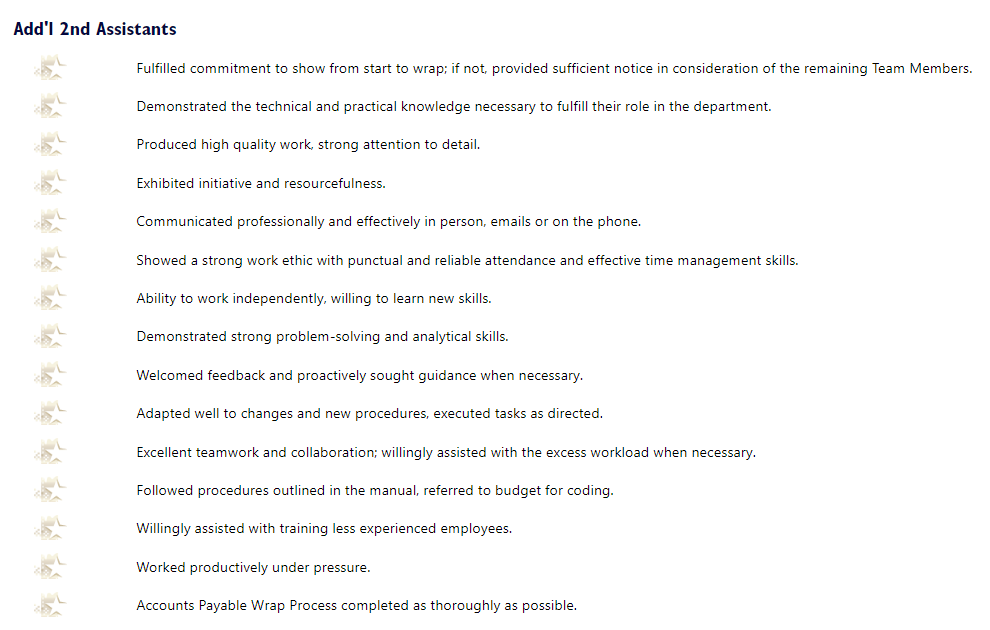 Add'l 2nd Assistants
Fulfilled commitment to show from start to wrap; if not, provided sufficient notice in consideration of the remaining Team Members.
Demonstrated the technical and practical knowledge necessary to fulfill their role in the department.
Produced high quality work, strong attention to detail.
Exhibited initiative and resourcefulness.
Communicated professionally and effectively in person, emails or on the phone.
Showed a strong work ethic with punctual and reliable attendance and effective time management skills.
Ability to work independently, willing to learn new skills.
Demonstrated strong problem-solving and analytical skills.
Welcomed feedback and proactively sought guidance when necessary.
Adapted well to changes and new procedures, executed tasks as directed.
Excellent teamwork and collaboration; willingly assisted with the excess workload when necessary.
Followed procedures outlined in the manual, referred to budget for coding.
Willingly assisted with training less experienced employees.
Worked productively under pressure.
Accounts Payable Wrap Process completed as thoroughly as possible.